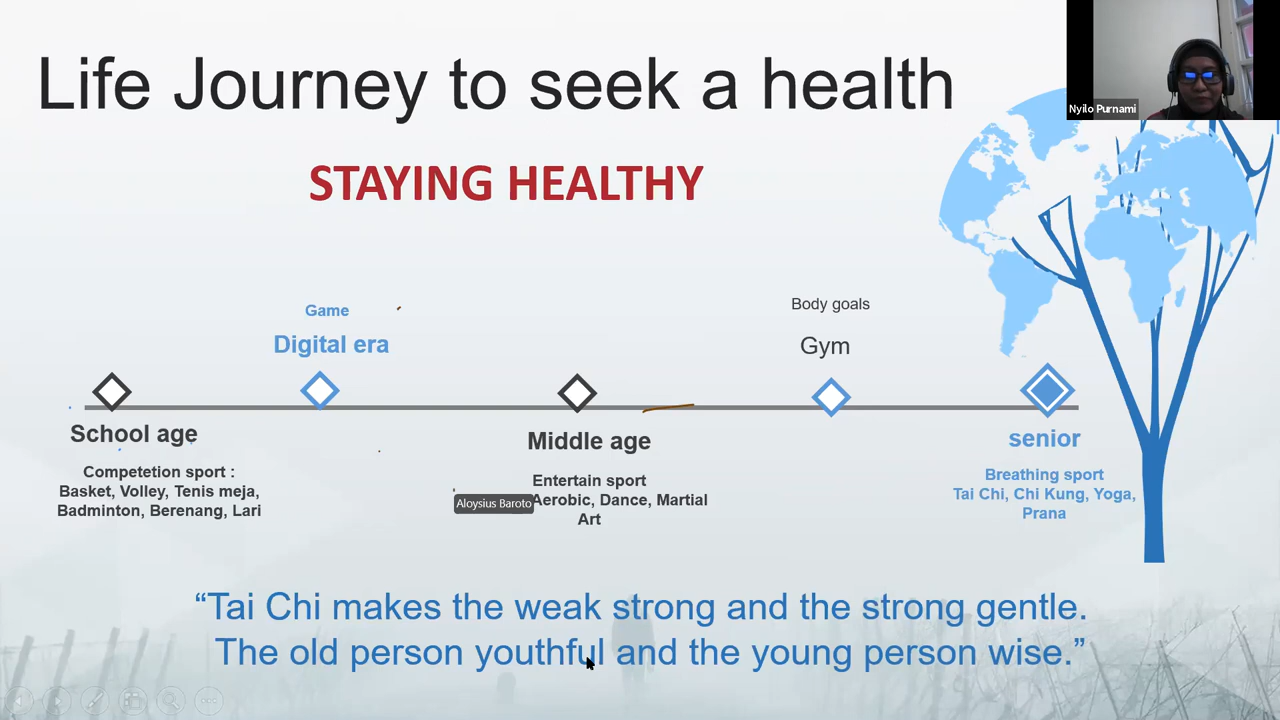 Life Journey to seek a health
Nyilo Purnami
STAYING HEALTHY
Game
Digital era
Body goals
Gym
School age
Competetion sport :
Basket, Volley, Tenis meja,
Badminton, Berenang, Lari
Middle age
Entertain sport
Aloysius Baroto
Aerobic, Dance, Martial
Art
senior
Breathing sport
Tai Chi, Chi Kung, Yoga,
Prana
“Tai Chi makes the weak strong and the strong gentle.
The old person youthful and the young person wise.”